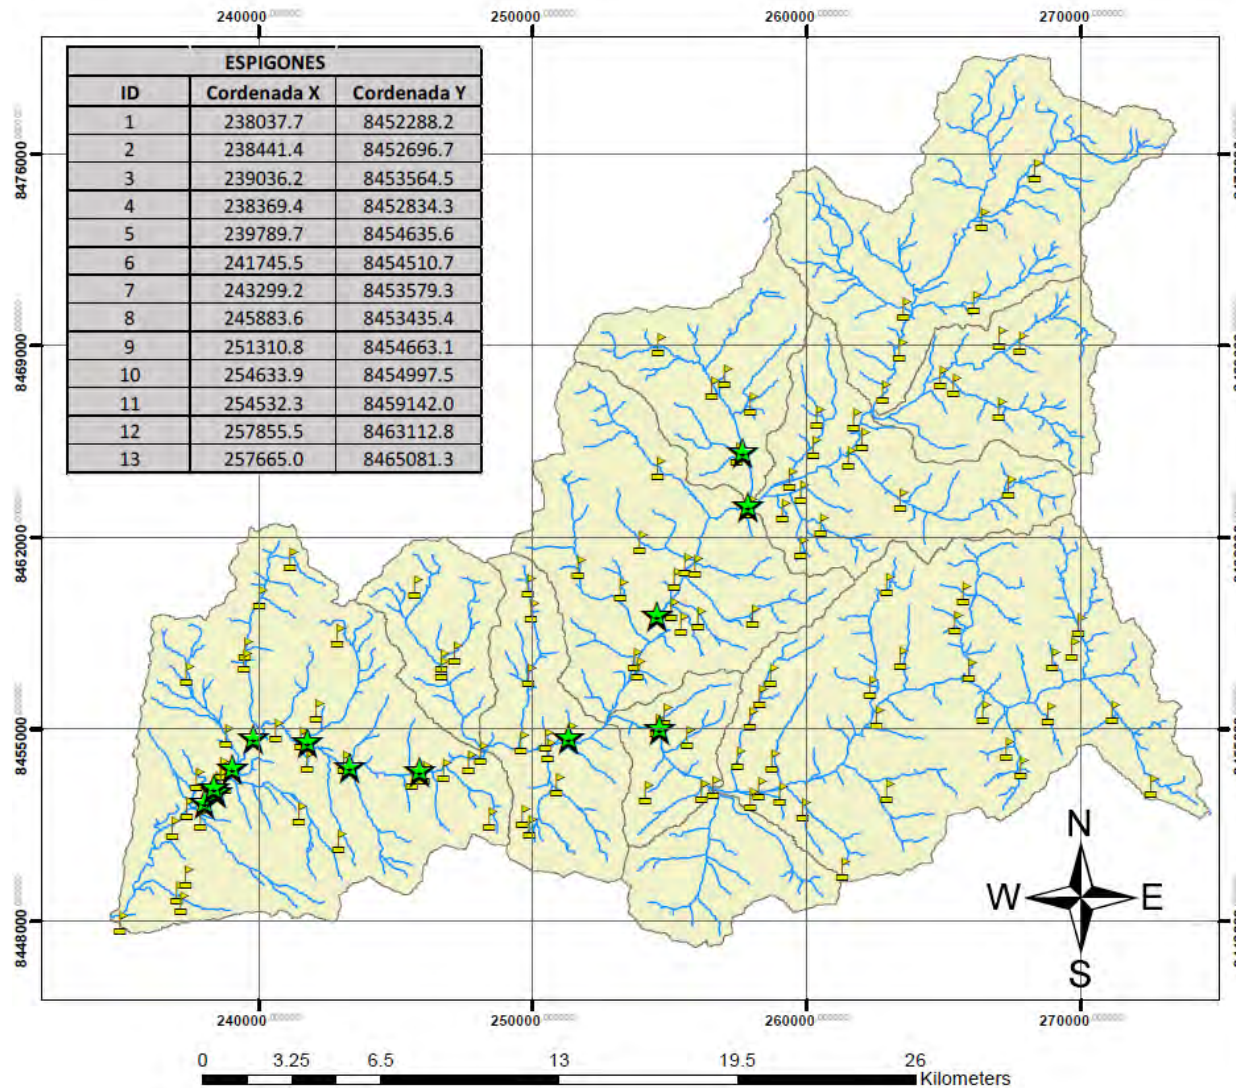 240000 250000 260000 270000
ESPIGONES
ID Cordenada X Cordenada Y
1 238037.7 8452288.2
2 238441.4 8452696.7
3 239036.2 8453564.5
4 238369.4 8452834.3
5 239789.7 8454635.6
6 241745.5 8454510.7
7 243299.2 8453579.3
8 245883.6 8453435.4
9 251310.8 8454663.1
10 254633.9 8454997.5
11 254532.3 8459142.0
12 257855.5 8463112.8
13 257665.0 8465081.3
8476000
8469000
8462000
8455000
8448000
N
W E
S
240000 250000 260000 270000
0 3.25 6.5 13 19.5 26
Kilometers